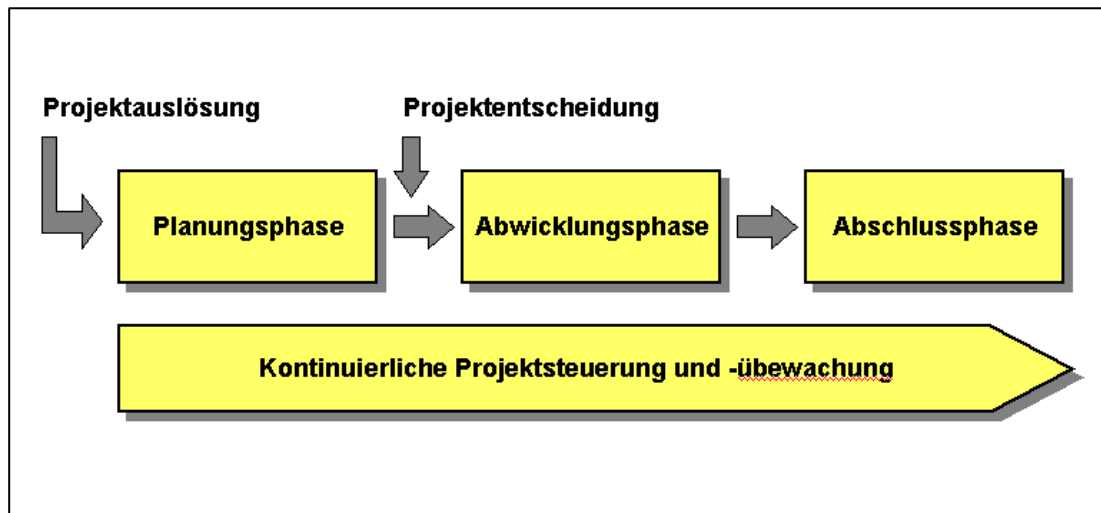 Projektauslösung
Projektentscheidung
Planungsphase
Abwicklungsphase
Abschlussphase
Kontinuierliche Projektsteuerung und -übewachung